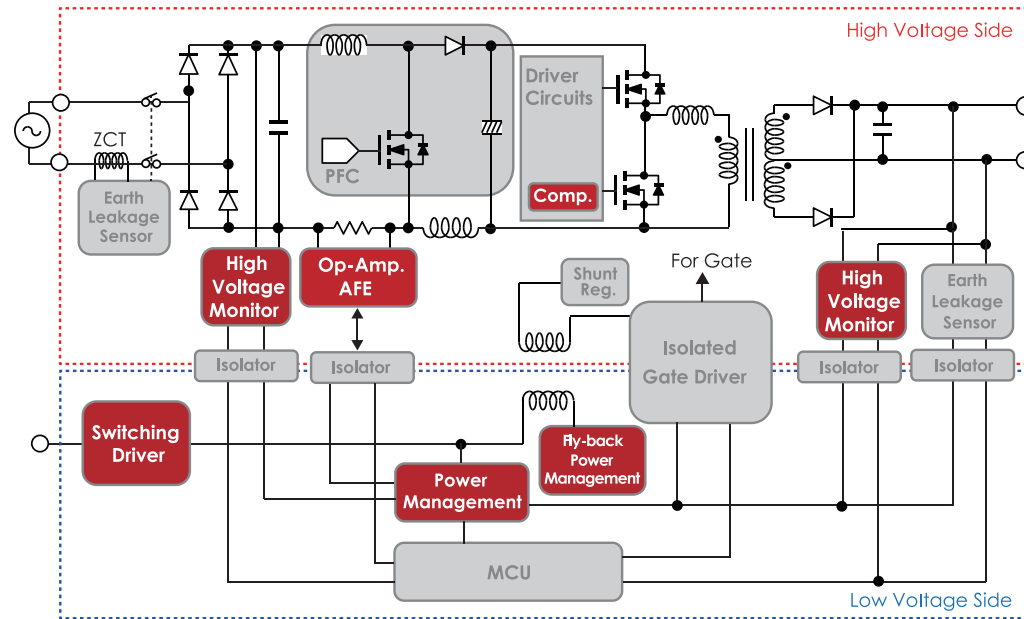 High Voltage Side
ZCT
Earth
Leakage
Sensor
PFC
Driver
Circuits
Comp.
High
Voltage
Monitor
Op-Amp.
AFE
Shunt
Reg.
For Gate
High
Voltage
Monitor
Earth
Leakage
Sensor
Isolator
Isolator
Isolated
Gate Driver
Isolator
Isolator
Switching
Driver
Fly-back
Power
Management
Power
Management
MCU
Low Voltage Side